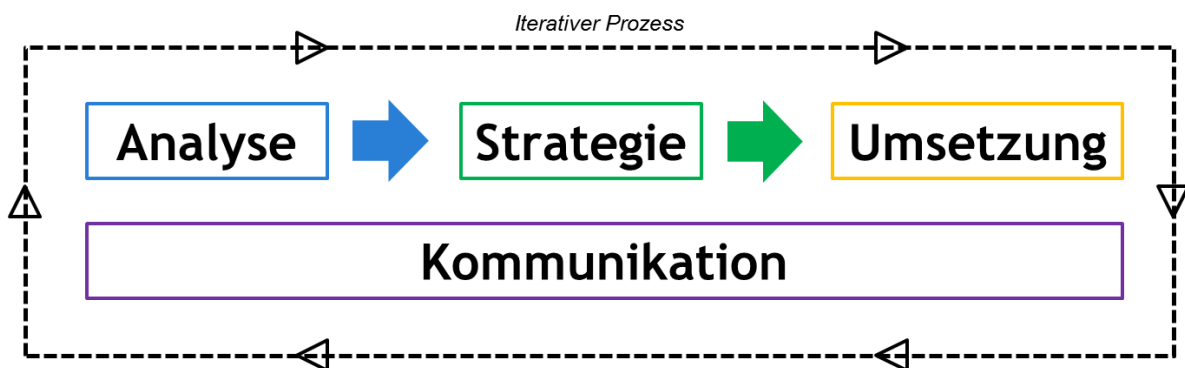 Iterativer Prozess
Analyse
Strategie
Umsetzung
Kommunikation